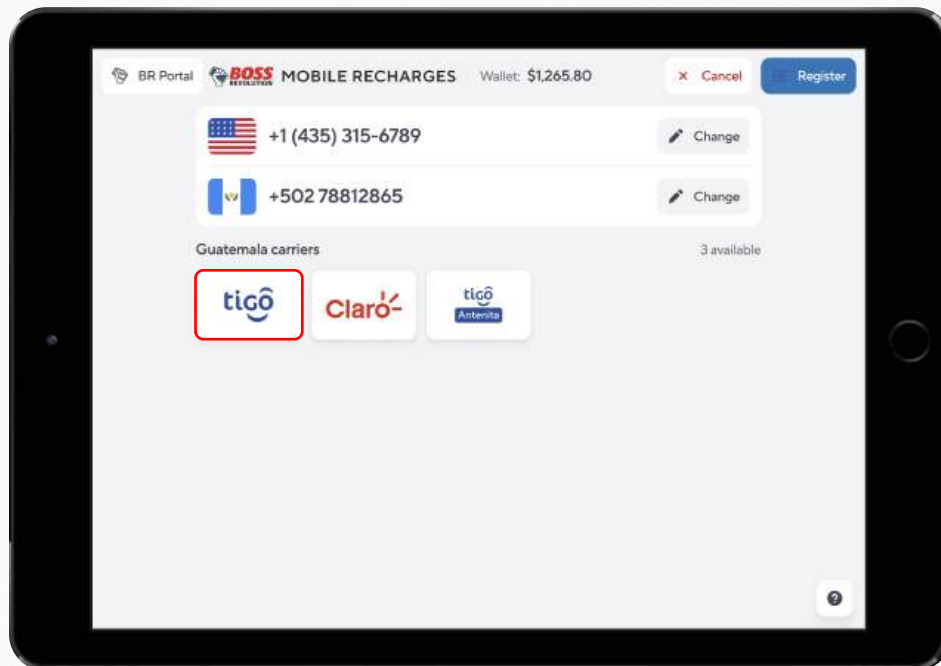 BR Portal BOSS REVOLUTION MOBILE RECHARGES Wallet: $1,265.80 × Cancel Register
+1 (435) 315-6789 Change
+502 78812865 Change
Guatemala carriers 3 available
tigo Claro tigo
Antenita
?